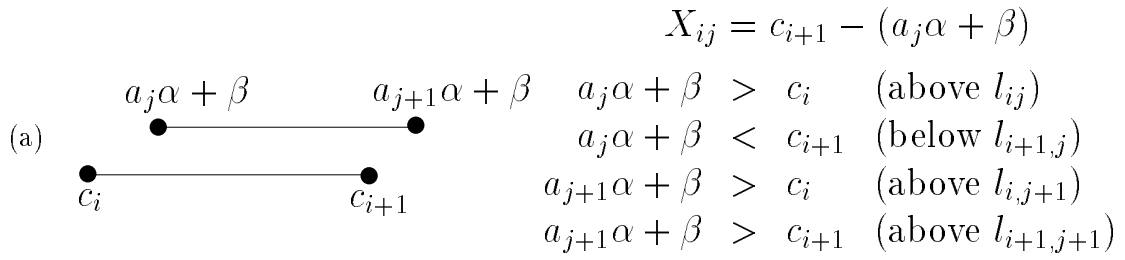 X_{ij} = c_{i+1} − (a_jα + β)
a_jα + β a_{j+1}α + β a_jα + β > c_i (above l_{ij})
(a) a_jα + β < c_{i+1} (below l_{i+1,j})
c_i c_{i+1} a_{j+1}α + β > c_i (above l_{i,j+1})
a_{j+1}α + β > c_{i+1} (above l_{i+1,j+1})